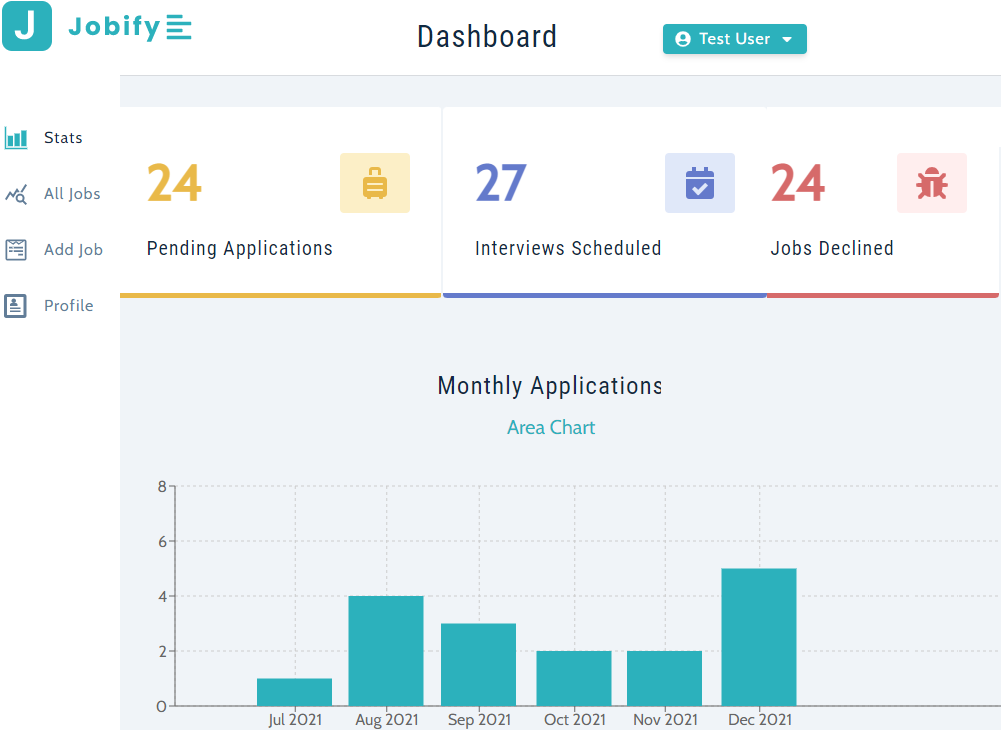 J Jobify
Dashboard
Test User
Stats
All Jobs
Add Job
Profile
24
Pending Applications
27
Interviews Scheduled
24
Jobs Declined
Monthly Applications
Area Chart
8
6
4
2
0
Jul 2021 Aug 2021 Sep 2021 Oct 2021 Nov 2021 Dec 2021